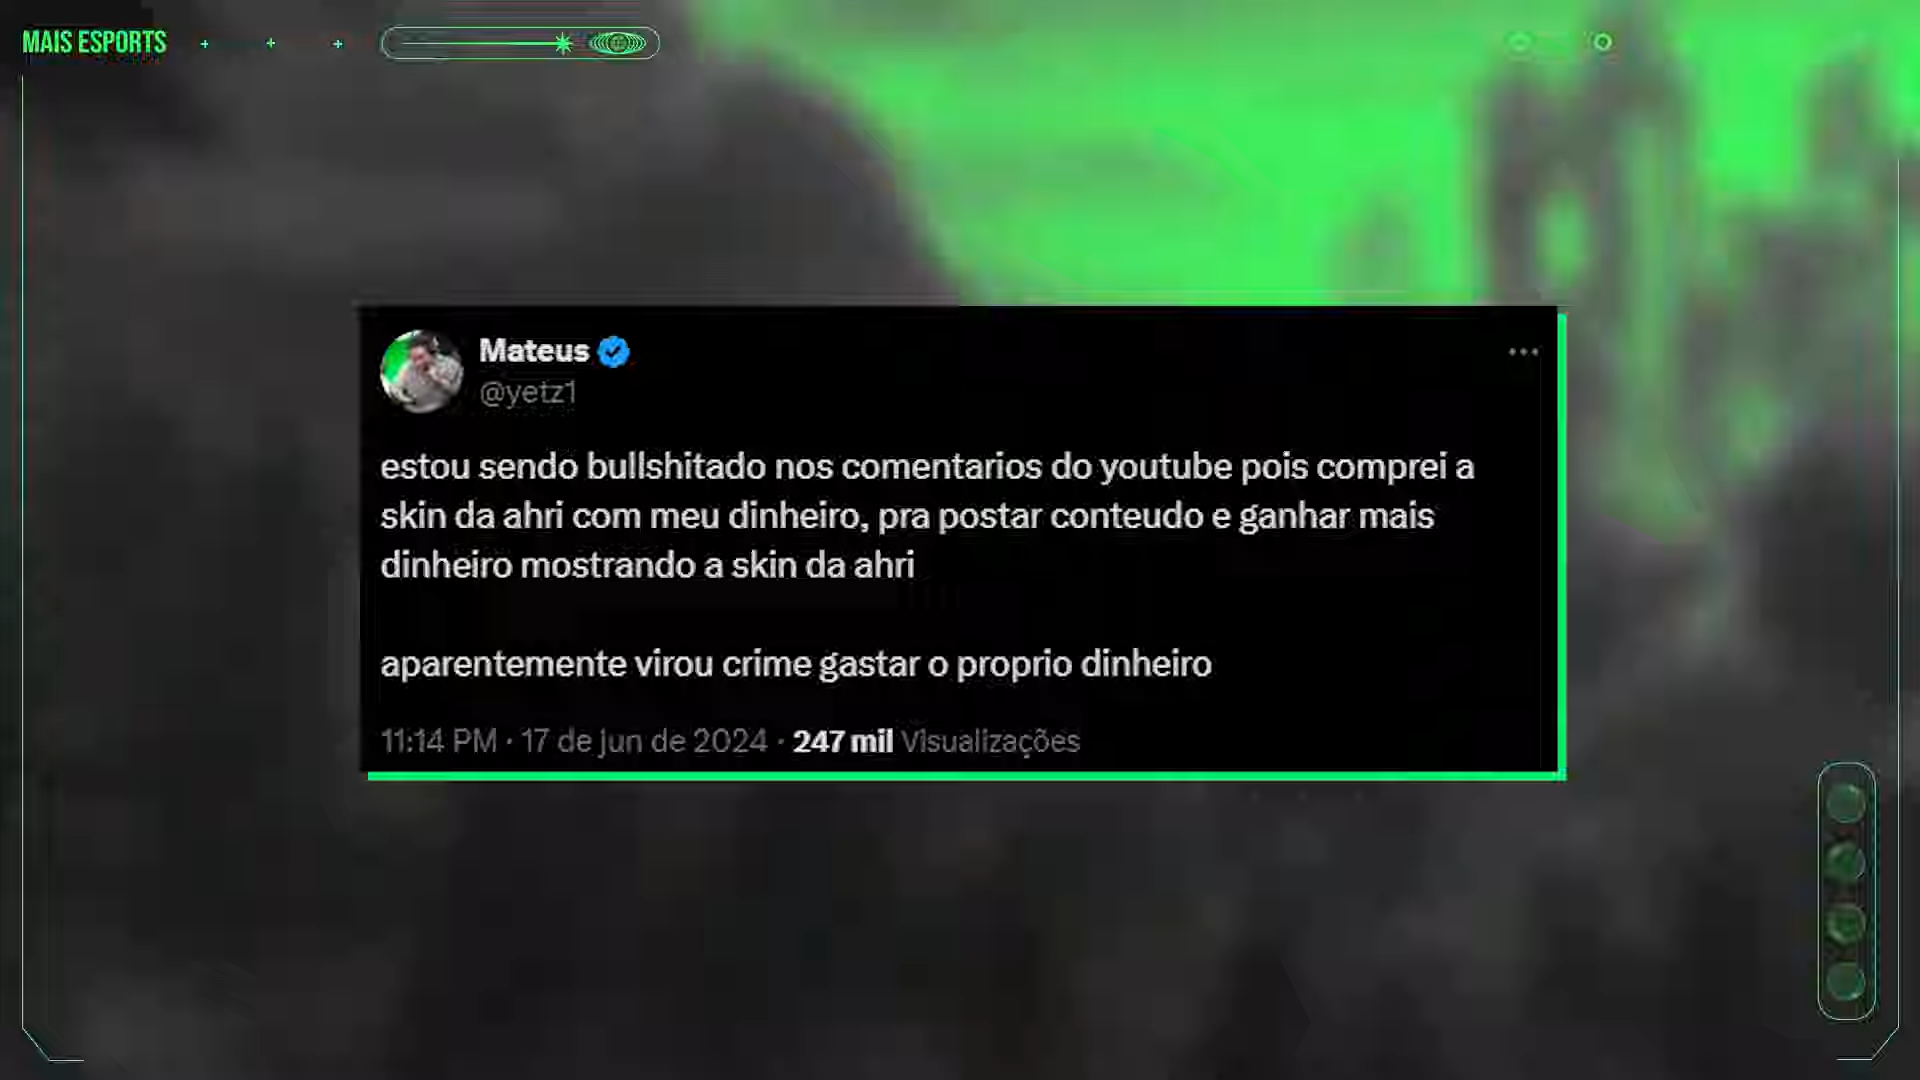 MAIS ESPORTS
Mateus
@yetz1
estou sendo bullshitado nos comentarios do youtube pois comprei a
skin da ahri com meu dinheiro, pra postar conteudo e ganhar mais
dinheiro mostrando a skin da ahri
aparentemente virou crime gastar o proprio dinheiro
11:14 PM · 17 de jun de 2024 · 247 mil Visualizações